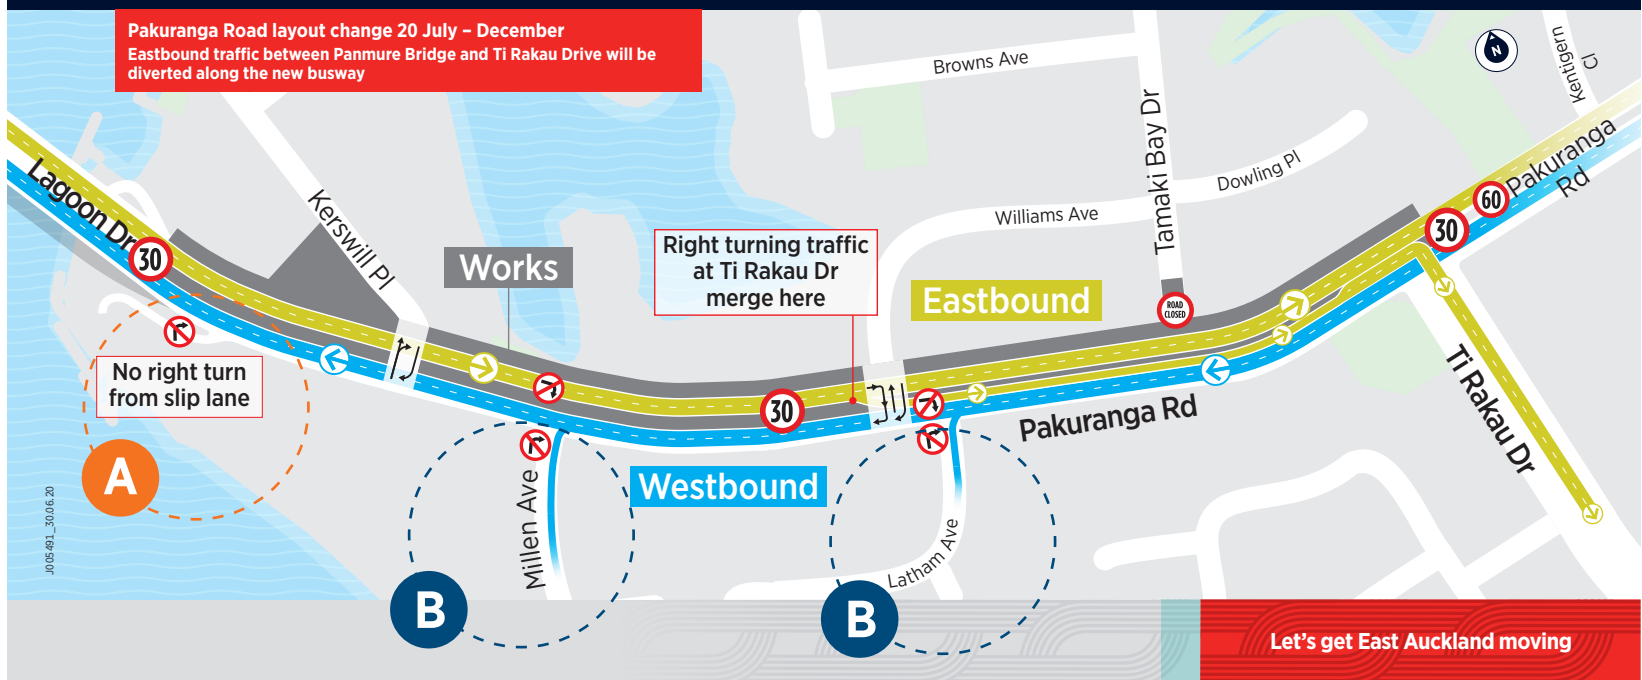 Pakuranga Road layout change 20 July – December
Eastbound traffic between Panmure Bridge and Ti Rakau Drive will be
diverted along the new busway
N
Kentigern
Cl
Browns Ave
Tamaki Bay Dr
Dowling Pl
Williams Ave
Pakuranga
Rd
60
30
Lagoon Dr
30
Kerswill Pl
Works
Right turning traffic
at Ti Rakau Dr
merge here
Eastbound
ROAD
CLOSED
No right turn
from slip lane
30
Pakuranga Rd
Ti Rakau Dr
A
Westbound
Millen Ave
Latham Ave
B
B
J005491_30.06.20
Let's get East Auckland moving